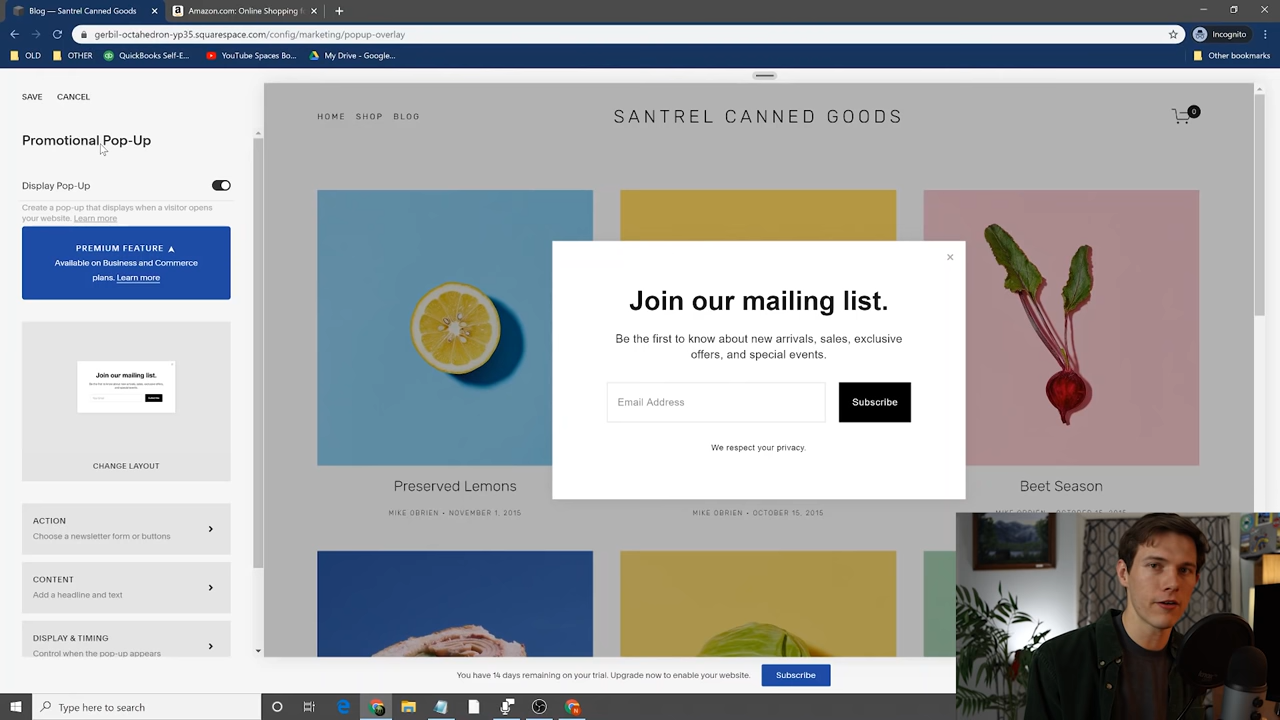 Blog — Santrel Canned Goods
Amazon.com: Online Shopping for
gerbil-octahedron-yp35.squarespace.com/config/marketing/popup-overlay
Incognito
OLD
OTHER
QuickBooks Self-E...
YouTube Spaces Bo...
My Drive - Google...
Other bookmarks
SAVE CANCEL
Promotional Pop-Up
Display Pop-Up
Create a pop-up that displays when a visitor opens
your website. Learn more
PREMIUM FEATURE
Available on Business and Commerce
plans. Learn more
Join our mailing list.
CHANGE LAYOUT
ACTION
Choose a newsletter form or buttons
CONTENT
Add a headline and text
DISPLAY & TIMING
Control when the pop-up appears
HOME SHOP BLOG
SANTREL CANNED GOODS
0
Join our mailing list.
Be the first to know about new arrivals, sales, exclusive
offers, and special events.
Email Address
Subscribe
We respect your privacy.
Preserved Lemons
MIKE OBRIEN • NOVEMBER 1, 2015
MIKE OBRIEN • OCTOBER 15, 2015
Beet Season
You have 14 days remaining on your trial. Upgrade now to enable your website.
Subscribe
Type here to search